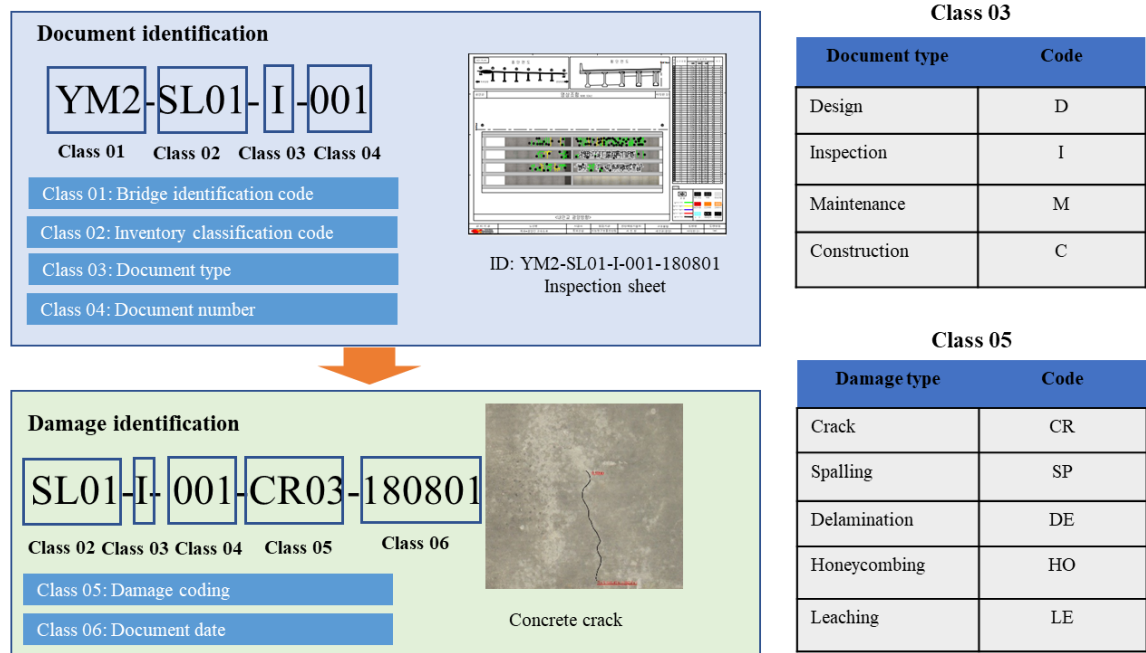 Document identification
YM2-SL01-I-001
Class 01 Class 02 Class 03 Class 04
Class 01: Bridge identification code
Class 02: Inventory classification code
Class 03: Document type
Class 04: Document number
ID: YM2-SL01-I-001-180801
Inspection sheet
Damage identification
SL01-I-001-CR03-180801
Class 02 Class 03 Class 04 Class 05 Class 06
Class 05: Damage coding
Class 06: Document date
Concrete crack
Class 03
Document type Code
Design D
Inspection I
Maintenance M
Construction C
Class 05
Damage type Code
Crack CR
Spalling SP
Delamination DE
Honeycombing HO
Leaching LE